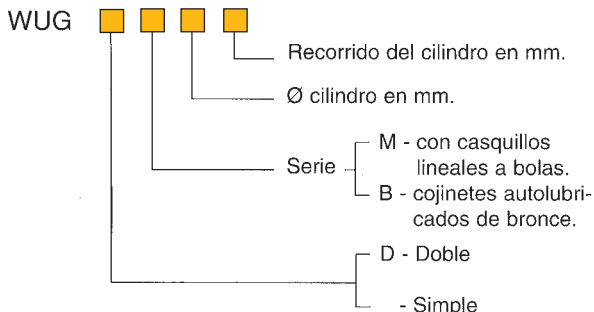 WUG
Recorrido del cilindro en mm.
Ø cilindro en mm.
Serie
M - con casquillos
lineales a bolas.
B - cojinetes autolubri-
cados de bronce.
D - Doble
- Simple